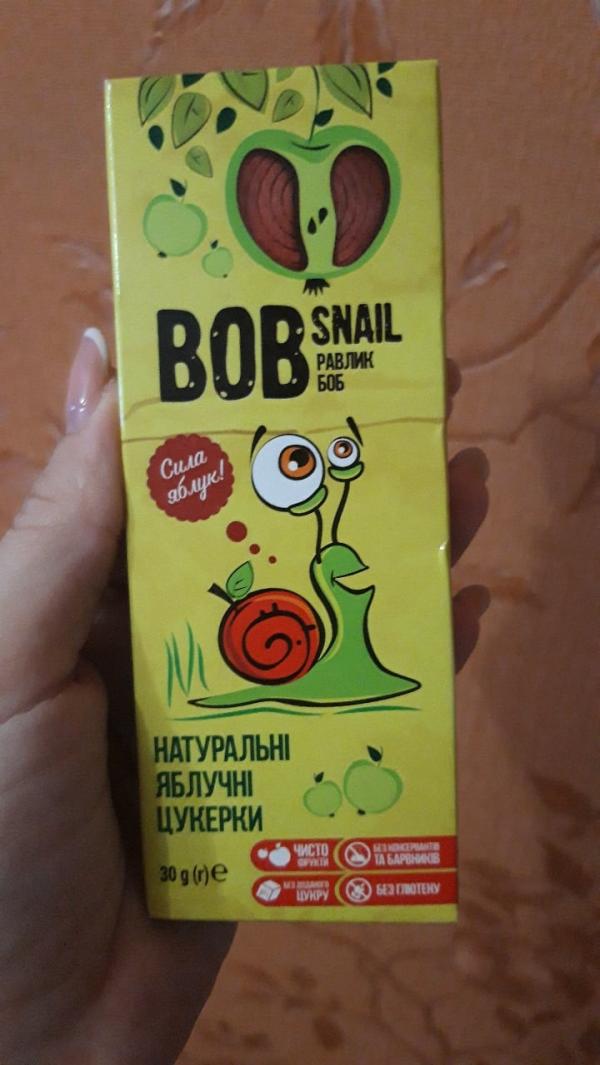 BOB
SNAIL
РАВЛИК
БОБ
Сила
яблук!
НАТУРАЛЬНІ
ЯБЛУЧНІ
ЦУКЕРКИ
30 g (г) e
ЧИСТО
ФРУКТИ
БЕЗ КОНСЕРВАНТІВ
ТА БАРВНИКІВ
БЕЗ ДОДАНОГО
ЦУКРУ
БЕЗ ГЛЮТЕНУ